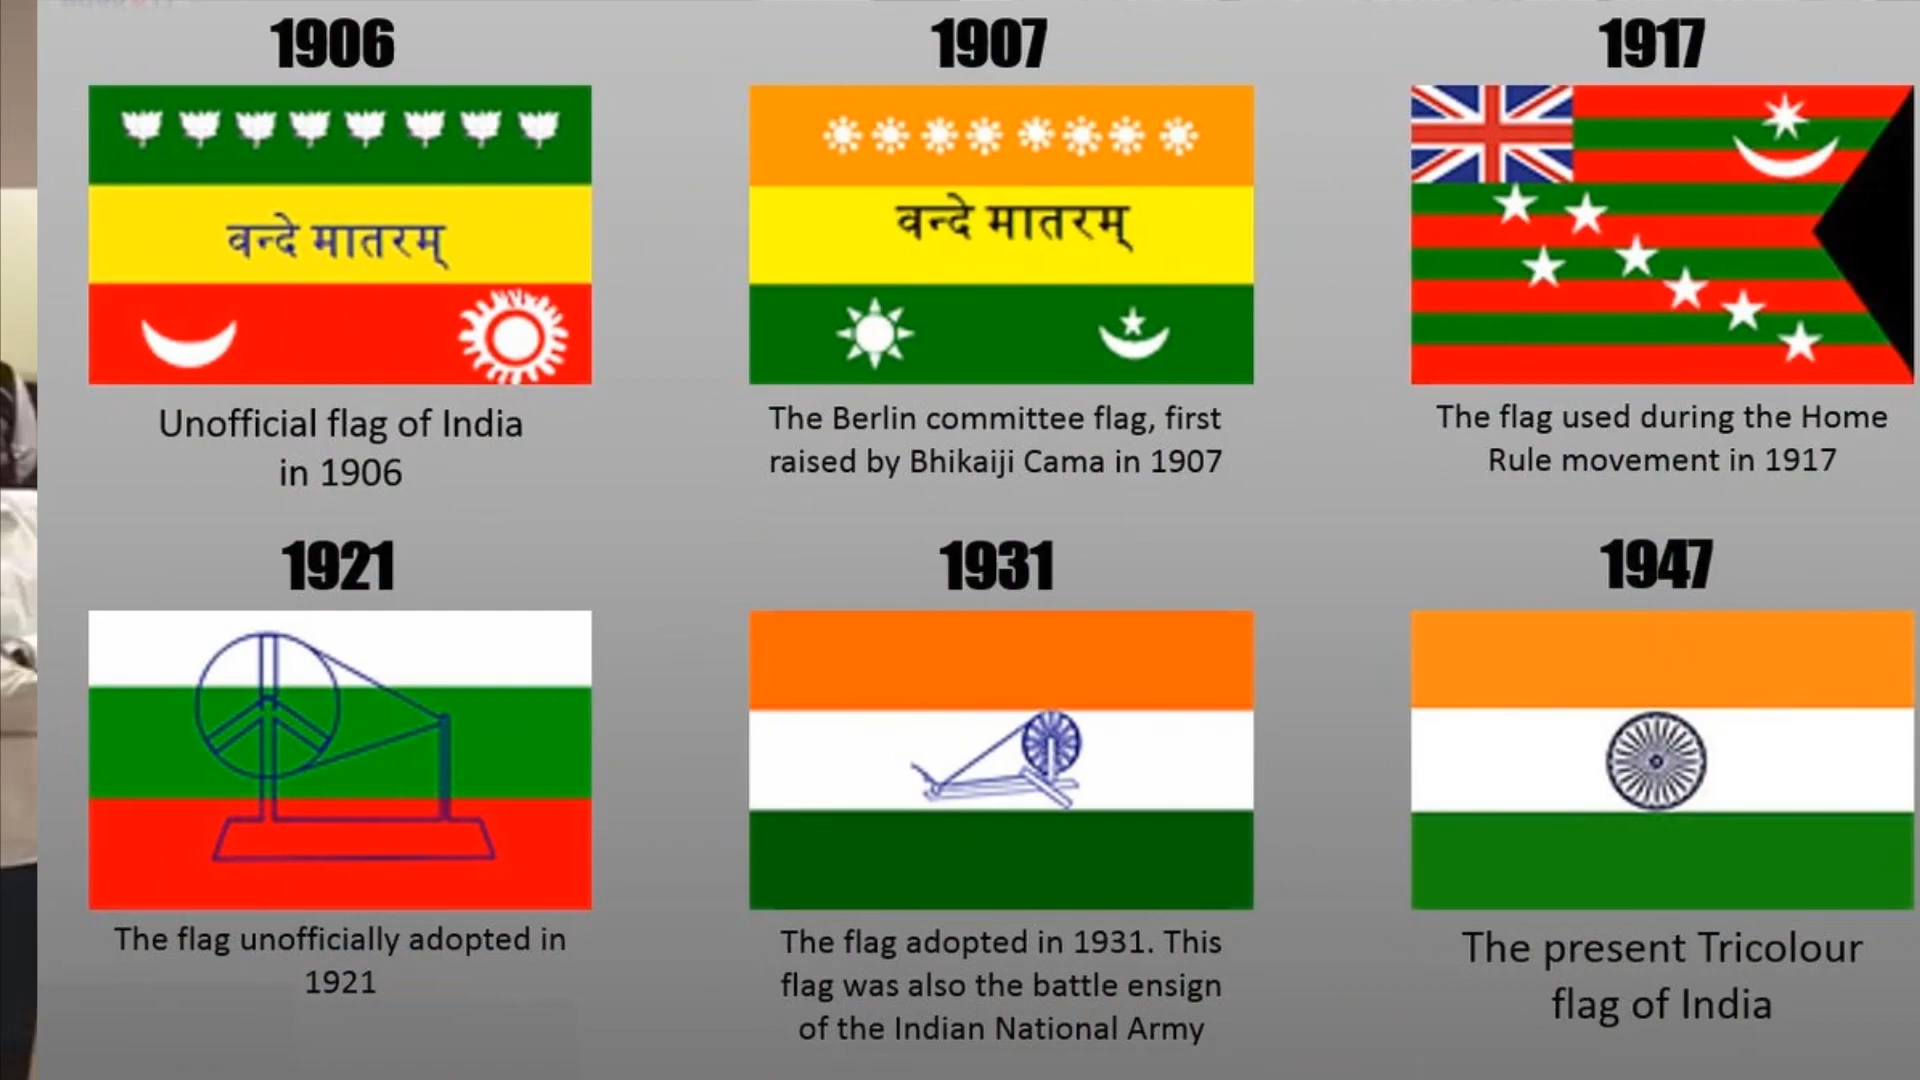 1906
1907
1917
वन्दे मातरम्
वन्दे मातरम्
Unofficial flag of India
in 1906
The Berlin committee flag, first
raised by Bhikaiji Cama in 1907
The flag used during the Home
Rule movement in 1917
1921
1931
1947
The flag unofficially adopted in
1921
The flag adopted in 1931. This
flag was also the battle ensign
of the Indian National Army
The present Tricolour
flag of India